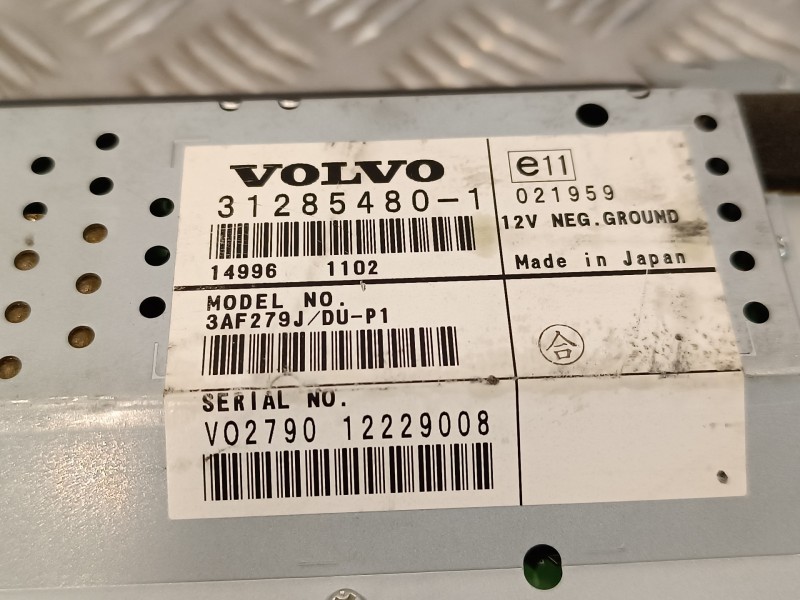 VOLVO
31285480-1
14996 1102
e11
021959
12V NEG.GROUND
Made in Japan
MODEL NO.
3AF279J/DU-P1
合
SERIAL NO.
VO2790 12229008